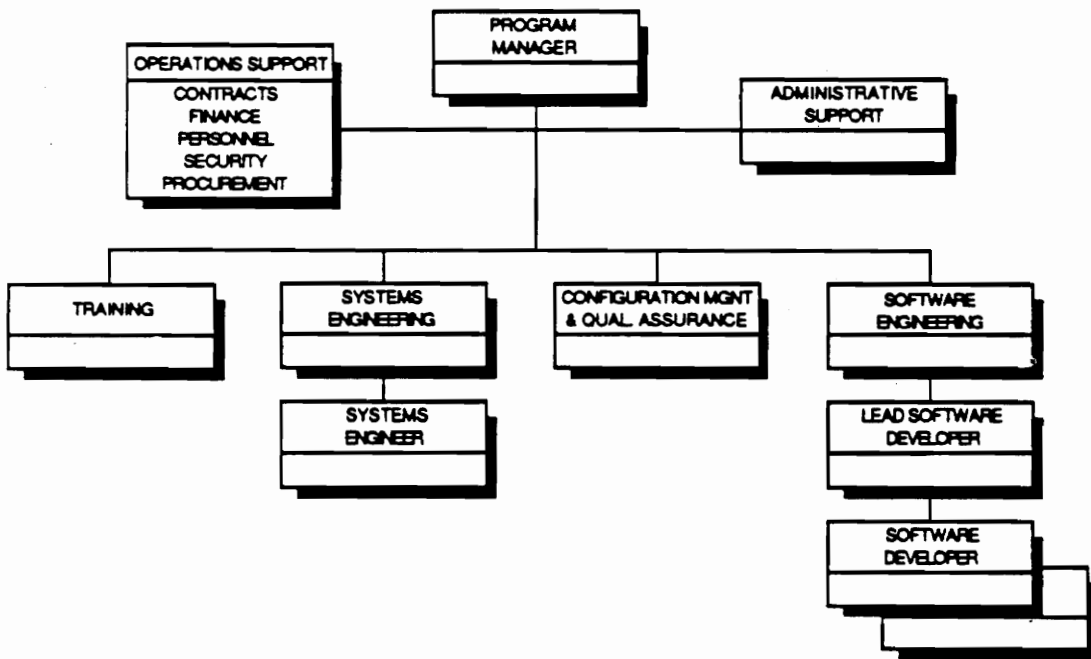 PROGRAM
MANAGER
OPERATIONS SUPPORT
CONTRACTS
FINANCE
PERSONNEL
SECURITY
PROCUREMENT
ADMINISTRATIVE
SUPPORT
TRAINING
SYSTEMS
ENGINEERING
CONFIGURATION MGNT
& QUAL. ASSURANCE
SOFTWARE
ENGINEERING
SYSTEMS
ENGINEER
LEAD SOFTWARE
DEVELOPER
SOFTWARE
DEVELOPER